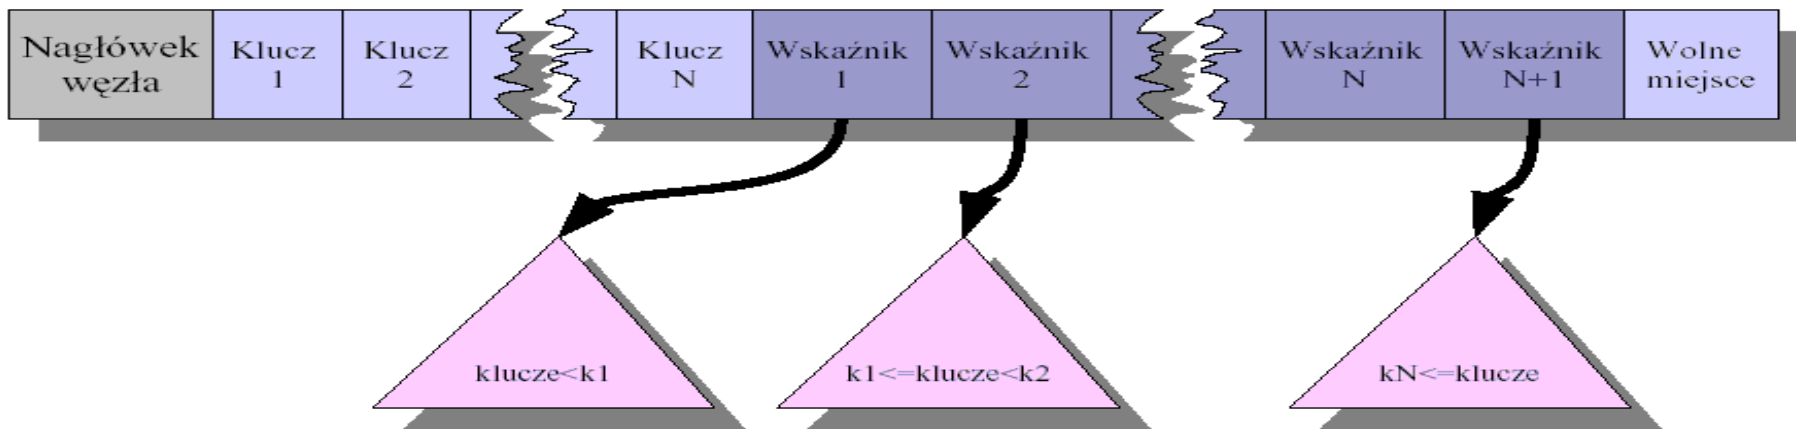 Nagłówek
węzła
Klucz
1
Klucz
2
Klucz
N
Wskaźnik
1
Wskaźnik
2
Wskaźnik
N
Wskaźnik
N+1
Wolne
miejsce
klucze<k1
k1<=klucze<k2
kN<=klucze